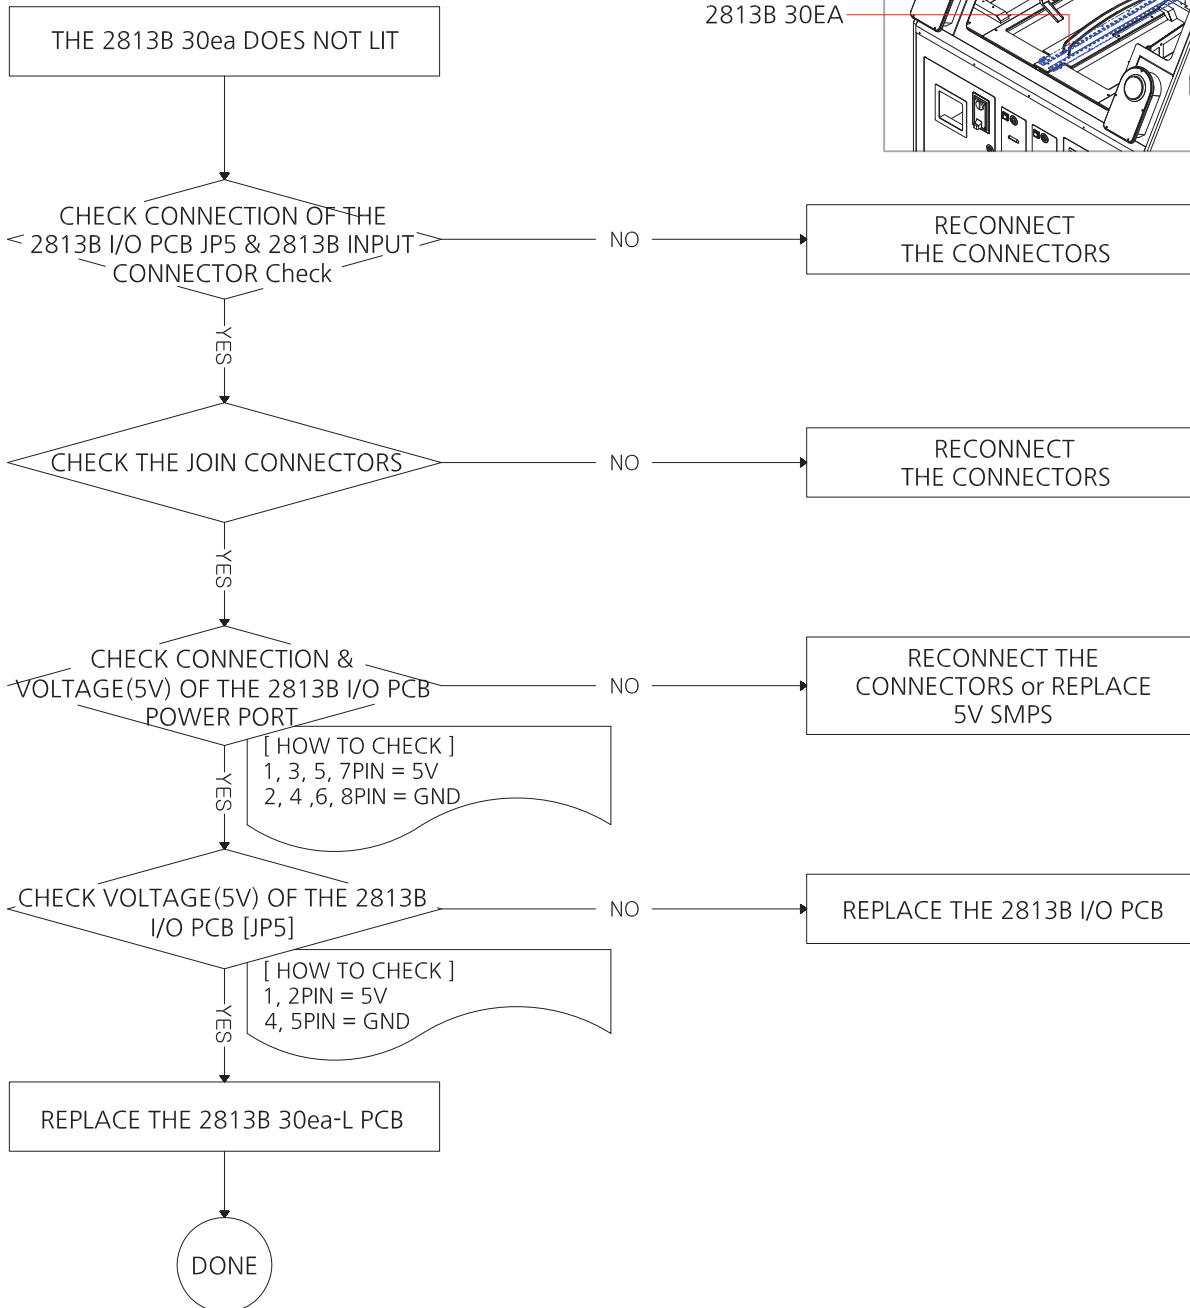 2813B 30EA
THE 2813B 30ea DOES NOT LIT
CHECK CONNECTION OF THE
2813B I/O PCB JP5 & 2813B INPUT
CONNECTOR Check
NO
RECONNECT
THE CONNECTORS
YES
CHECK THE JOIN CONNECTORS
NO
RECONNECT
THE CONNECTORS
YES
CHECK CONNECTION &
VOLTAGE(5V) OF THE 2813B I/O PCB
POWER PORT
NO
RECONNECT THE
CONNECTORS or REPLACE
5V SMPS
[ HOW TO CHECK ]
1, 3, 5, 7PIN = 5V
2, 4 ,6, 8PIN = GND
YES
CHECK VOLTAGE(5V) OF THE 2813B
I/O PCB [JP5]
NO
REPLACE THE 2813B I/O PCB
[ HOW TO CHECK ]
1, 2PIN = 5V
4, 5PIN = GND
YES
REPLACE THE 2813B 30ea-L PCB
DONE